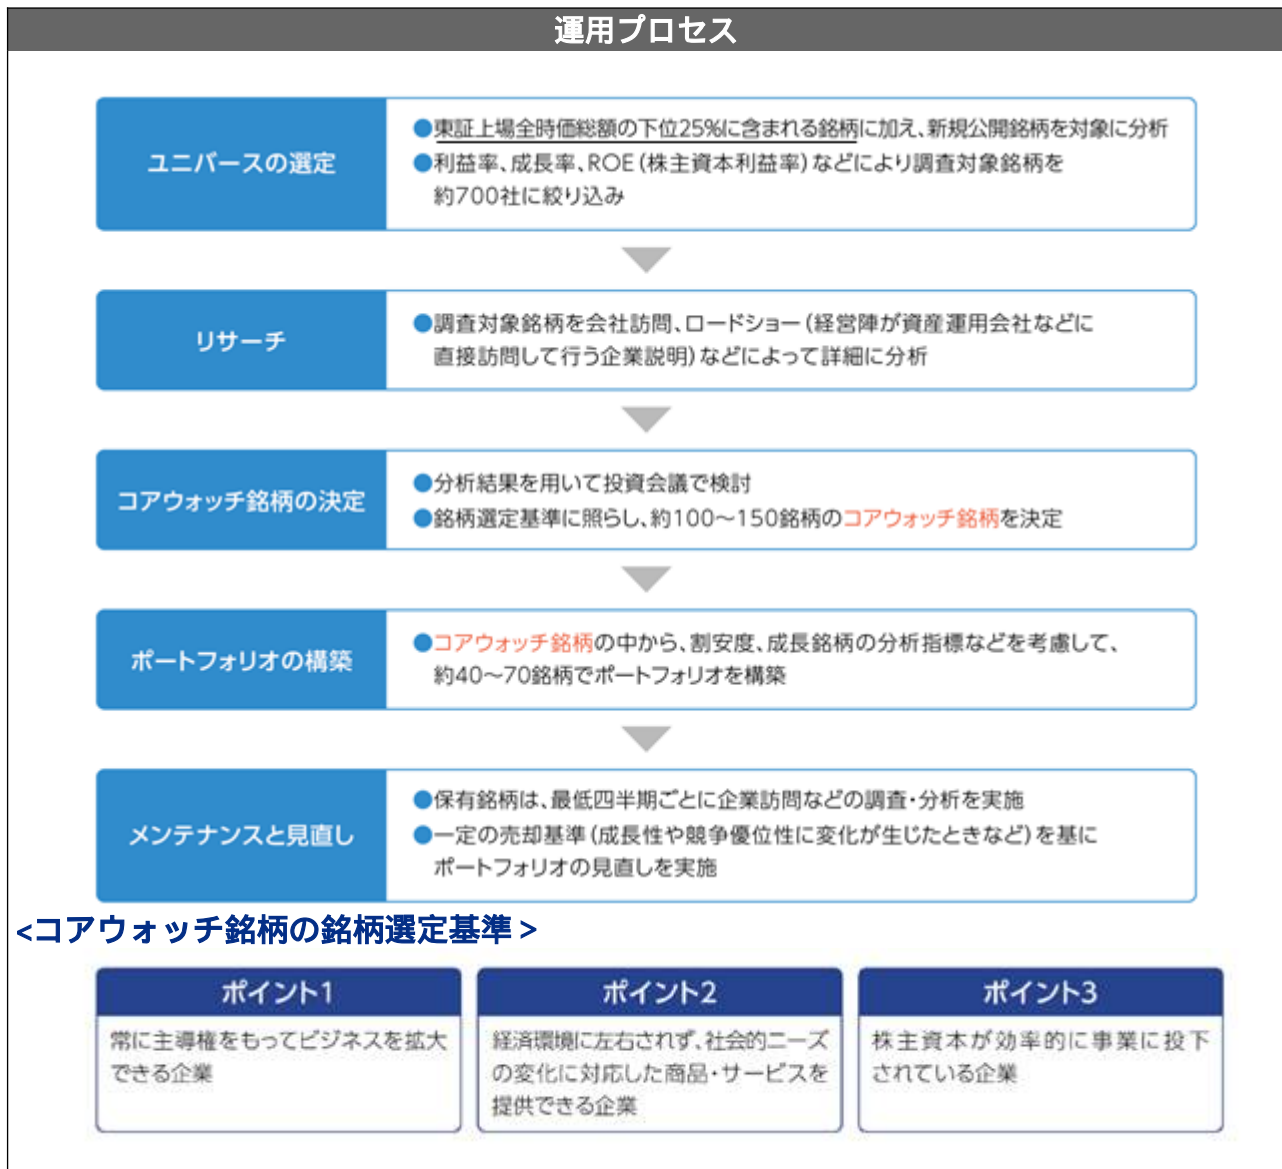 運用プロセス
ユニバースの選定
●東証上場全時価総額の下位25%に含まれる銘柄に加え、新規公開銘柄を対象に分析
●利益率、成長率、ROE(株主資本利益率)などにより調査対象銘柄を
約700社に絞り込み
リサーチ
●調査対象銘柄を会社訪問、ロードショー(経営陣が資産運用会社などに
直接訪問して行う企業説明)などによって詳細に分析
コアウォッチ銘柄の決定
●分析結果を用いて投資会議で検討
●銘柄選定基準に照らし、約100～150銘柄のコアウォッチ銘柄を決定
ポートフォリオの構築
●コアウォッチ銘柄の中から、割安度、成長銘柄の分析指標などを考慮して、
約40～70銘柄でポートフォリオを構築
メンテナンスと見直し
●保有銘柄は、最低四半期ごとに企業訪問などの調査・分析を実施
●一定の売却基準(成長性や競争優位性に変化が生じたときなど)を基に
ポートフォリオの見直しを実施
<コアウォッチ銘柄の銘柄選定基準>
ポイント1
常に主導権をもってビジネスを拡大
できる企業
ポイント2
経済環境に左右されず、社会的ニーズ
の変化に対応した商品・サービスを
提供できる企業
ポイント3
株主資本が効率的に事業に投下
されている企業